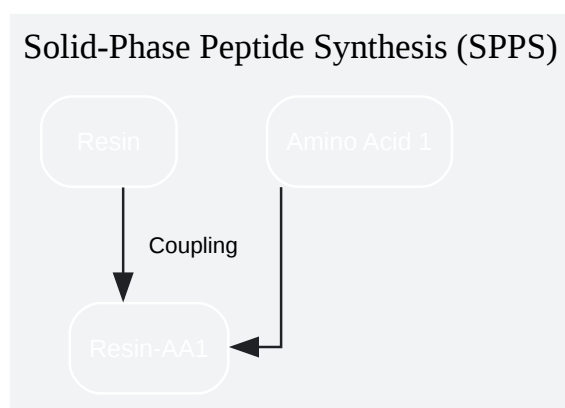 Solid-Phase Peptide Synthesis (SPPS)
Resin
Amino Acid 1
Coupling
Resin-AA1